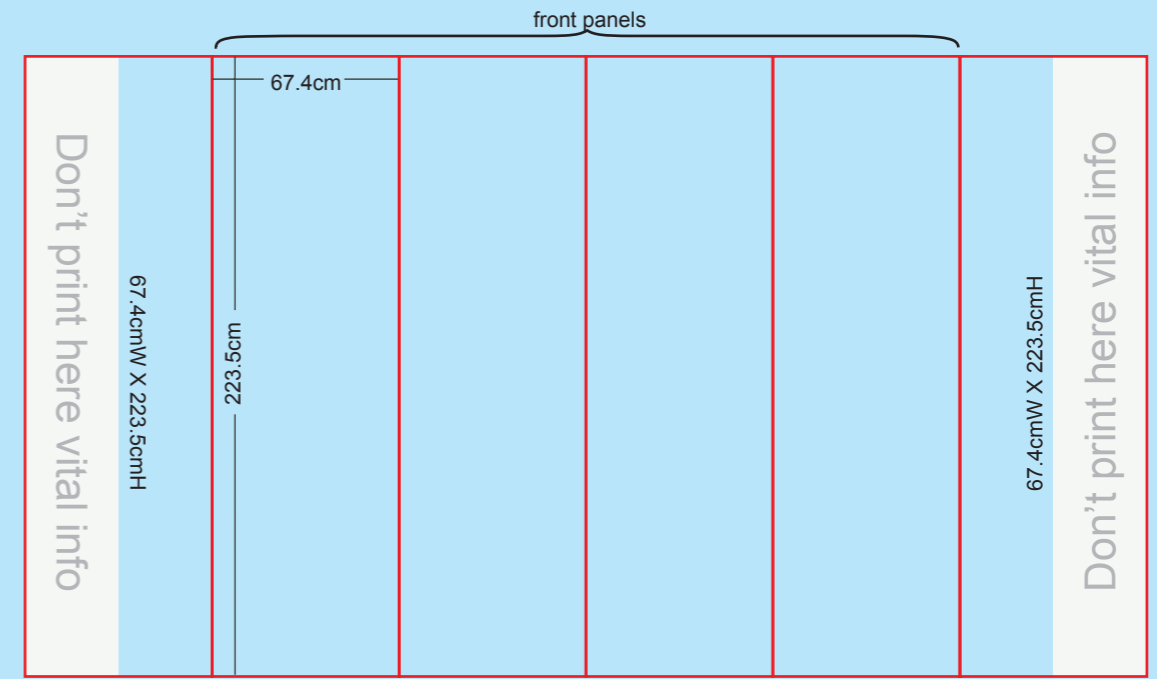 front panels
67.4cm
Don't print here vital info
67.4cmW X 223.5cmH
223.5cm
67.4cmW X 223.5cmH
Don't print here vital info